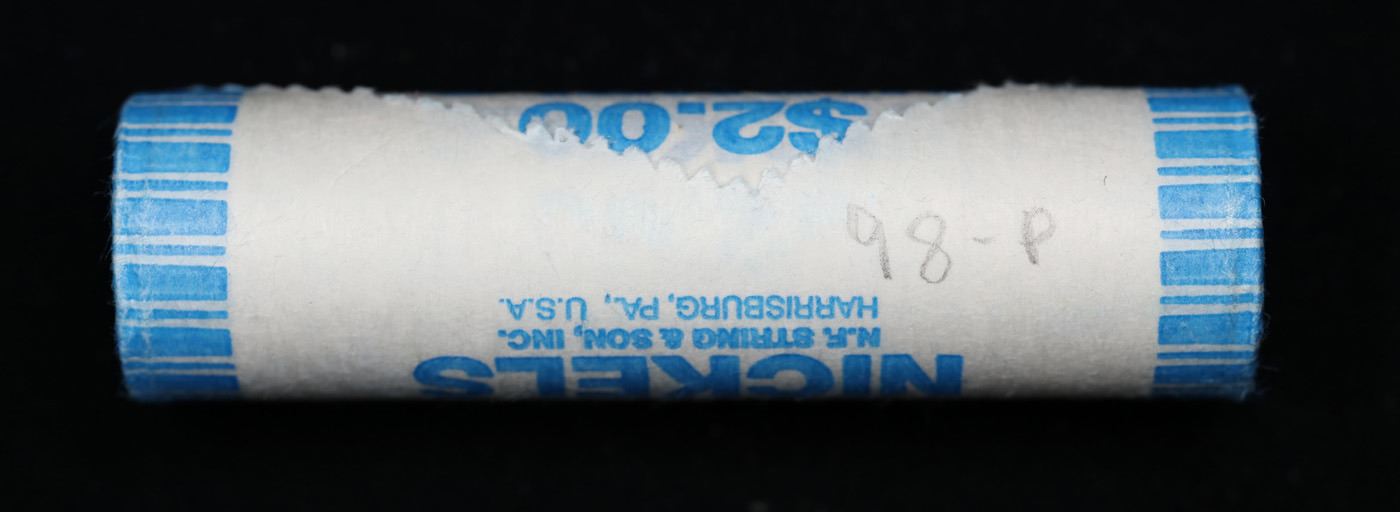 $2.00
98-P
NICKELS
N.F. STRING & SON, INC.
HARRISBURG, PA., U.S.A.